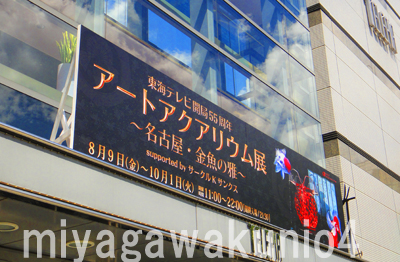 東海テレビ開局55周年
アートアクアリウム展
～名古屋・金魚の雅～
supported by サークルKサンクス
8月9日(金)～10月1日(火) 11:00～22:00
miyagawakunio4